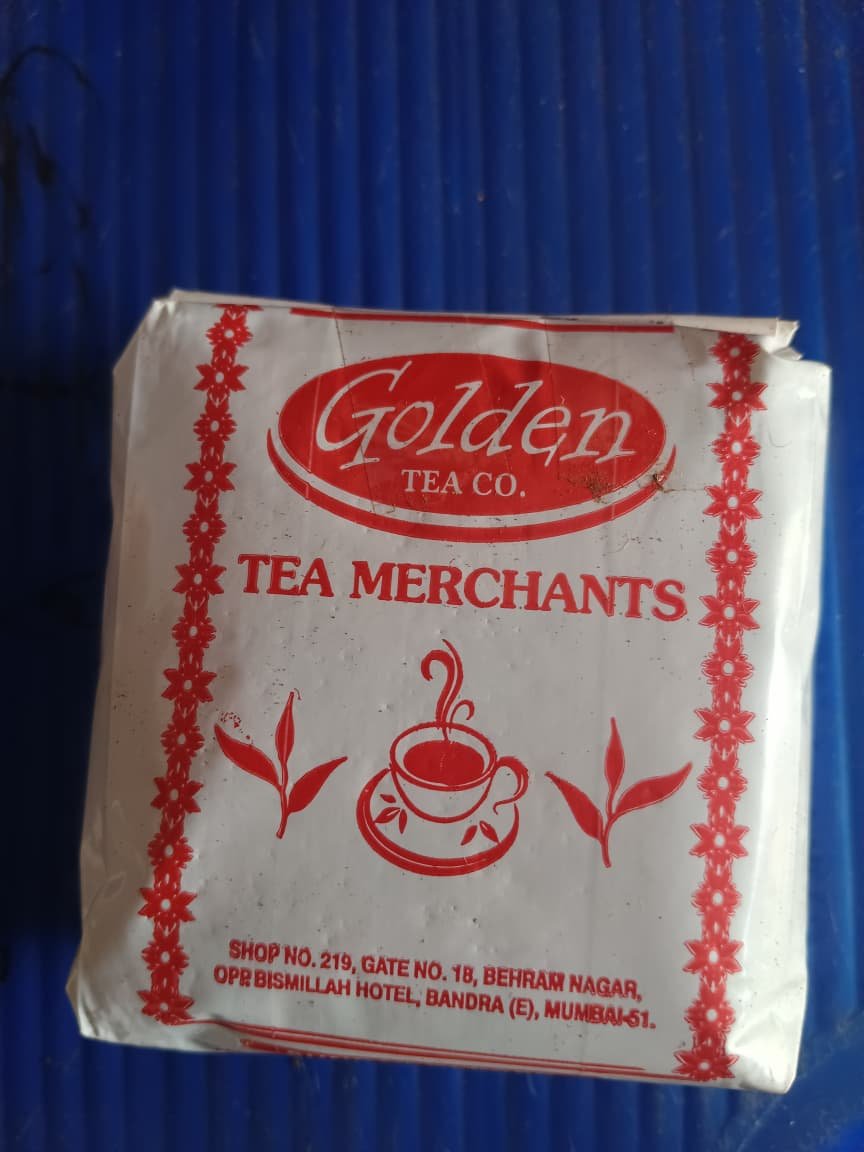 Golden
TEA CO.
TEA MERCHANTS
SHOP NO. 219, GATE NO. 18, BEHRAM NAGAR,
OPP. BISMILLAH HOTEL, BANDRA (E), MUMBAI-51.